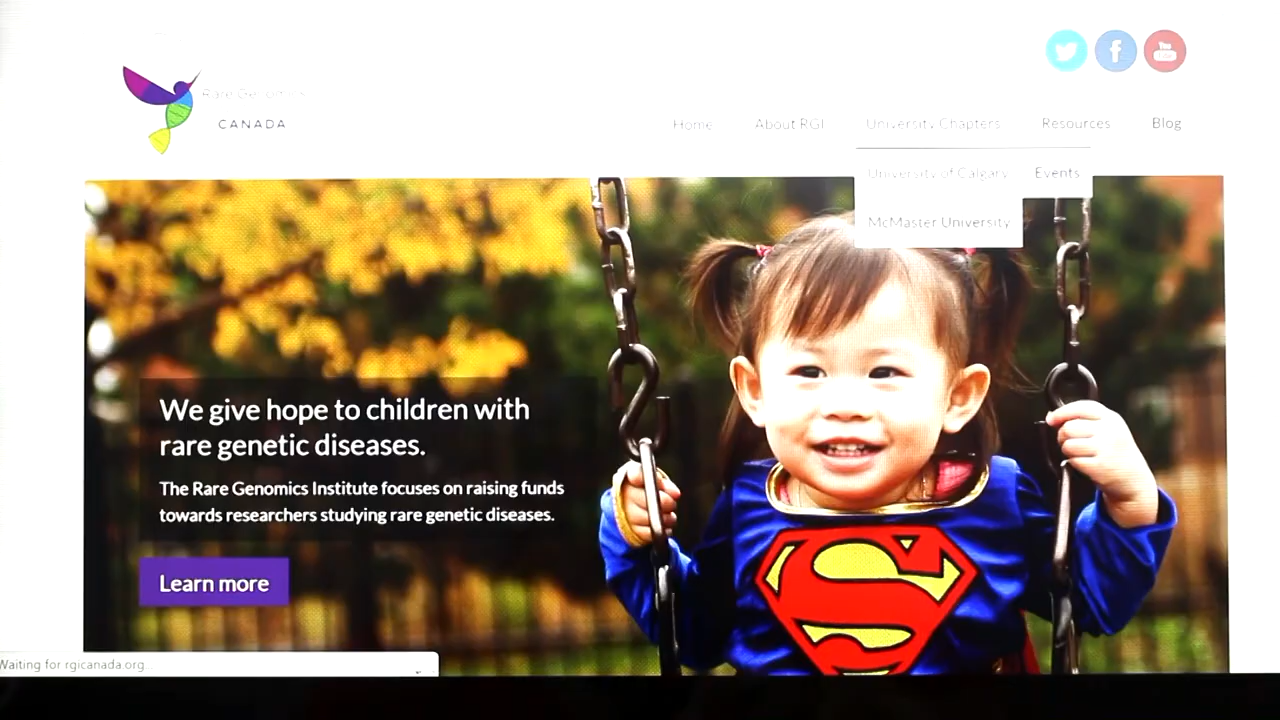 Rare Genomics
CANADA
Home About RGI University Chapters Resources Blog
University of Calgary Events
McMaster University
We give hope to children with
rare genetic diseases.
The Rare Genomics Institute focuses on raising funds
towards researchers studying rare genetic diseases.
Learn more
Waiting for rgicanada.org...